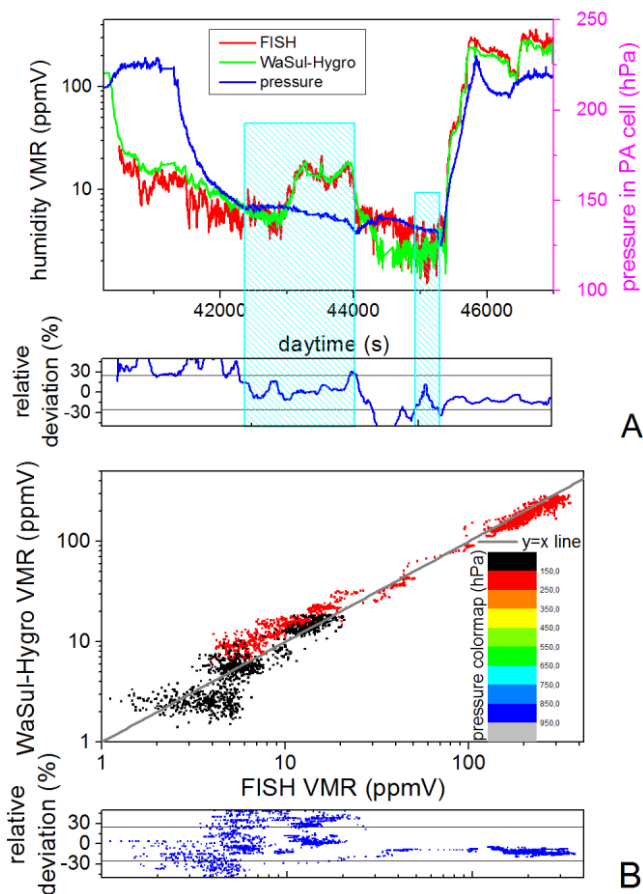 FISH
WaSul-Hygro
pressure
humidity VMR (ppmV)
100
10
pressure in PA cell (hPa)
250
225
200
175
150
125
100
42000
44000
46000
daytime (s)
relative
deviation (%)
30
0
-30
A
WaSul-Hygro VMR (ppmV)
100
10
1
y=x line
pressure colormap (hPa)
150,0
250,0
350,0
450,0
550,0
650,0
750,0
850,0
950,0
1
10
100
FISH VMR (ppmV)
relative
deviation (%)
30
0
-30
B